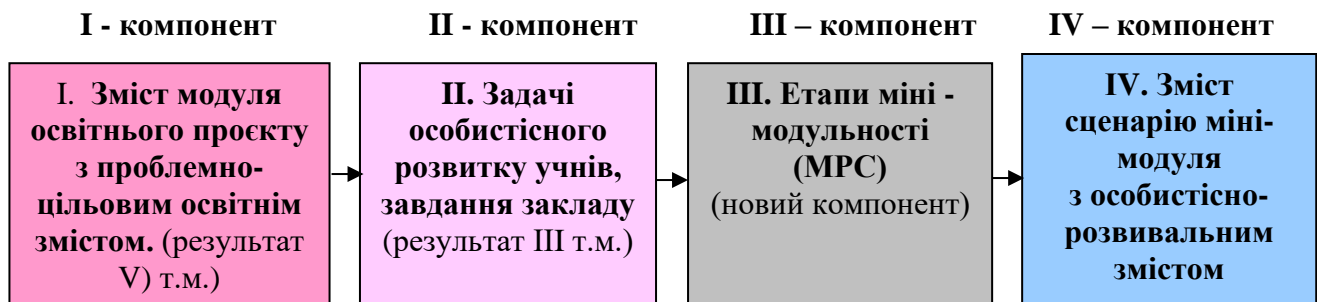 I - компонент
II - компонент
III – компонент
IV – компонент
I. Зміст модуля
освітнього проєкту
з проблемно-
цільовим освітнім
змістом. (результат
V) т.м.)
II. Задачі
особистісного
розвитку учнів,
завдання закладу
(результат III т.м.)
III. Етапи міні -
модульності
(МРС)
(новий компонент)
IV. Зміст
сценарію міні-
модуля
з особистісно-
розвивальним
змістом